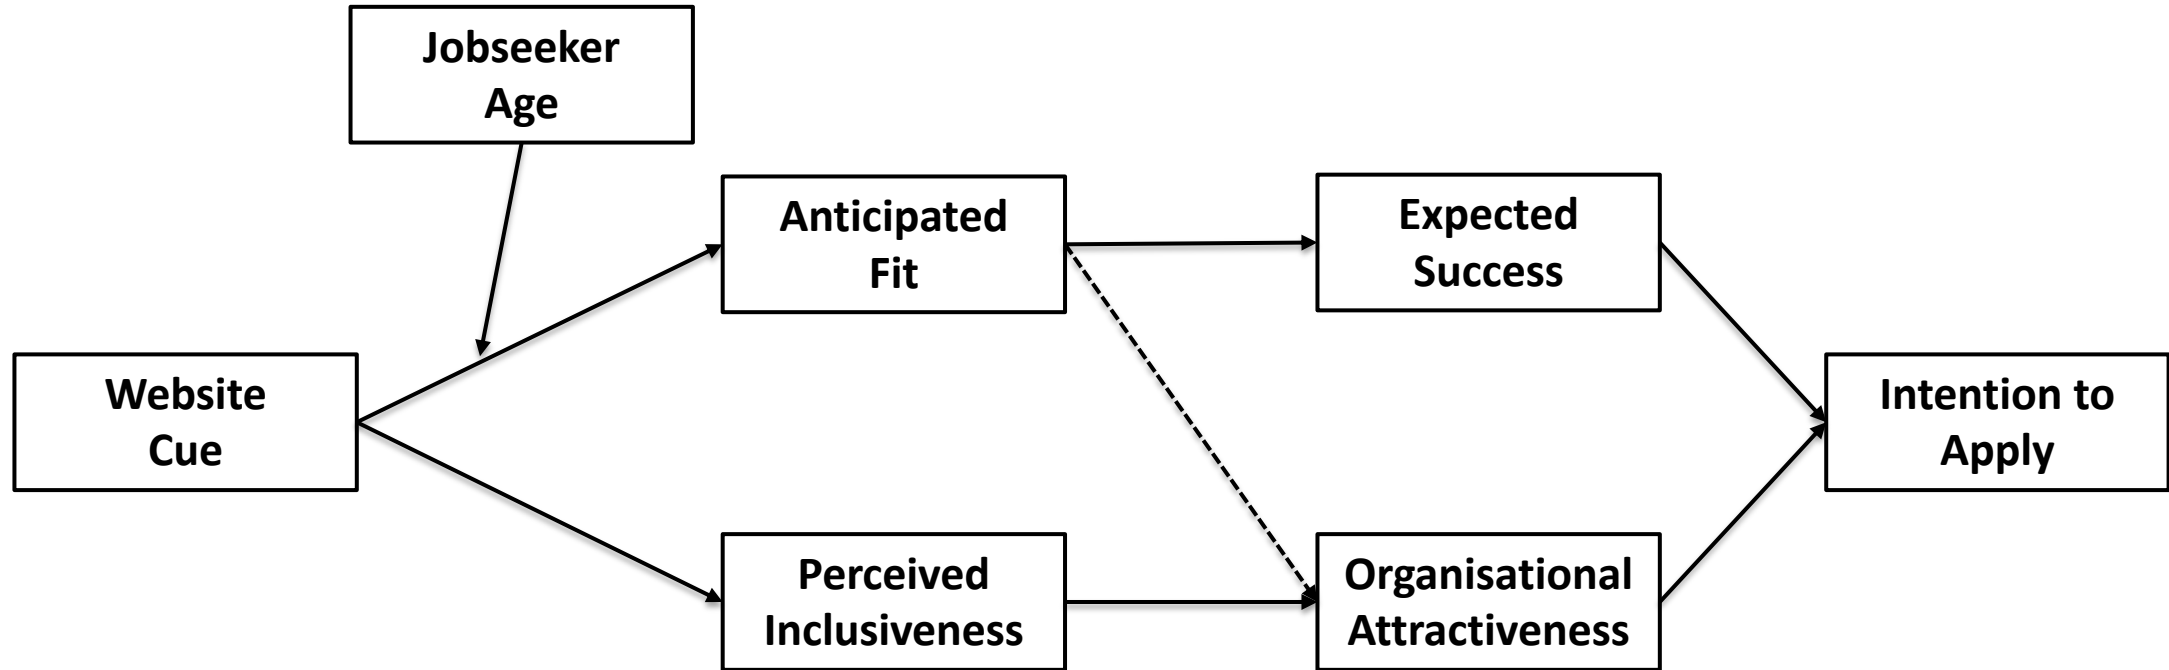 Jobseeker
Age
Anticipated
Fit
Expected
Success
Website
Cue
Intention to
Apply
Perceived
Inclusiveness
Organisational
Attractiveness